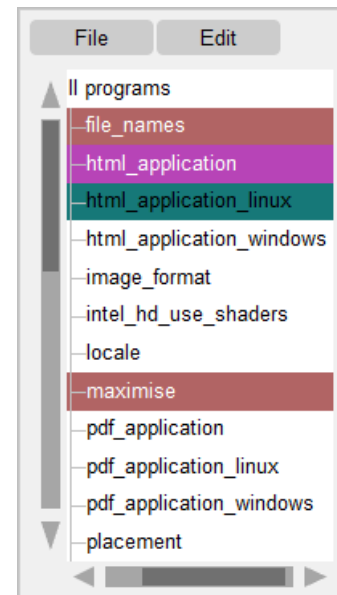 File Edit
ll programs
file_names
html_application
html_application_linux
html_application_windows
image_format
intel_hd_use_shaders
locale
maximise
pdf_application
pdf_application_linux
pdf_application_windows
placement